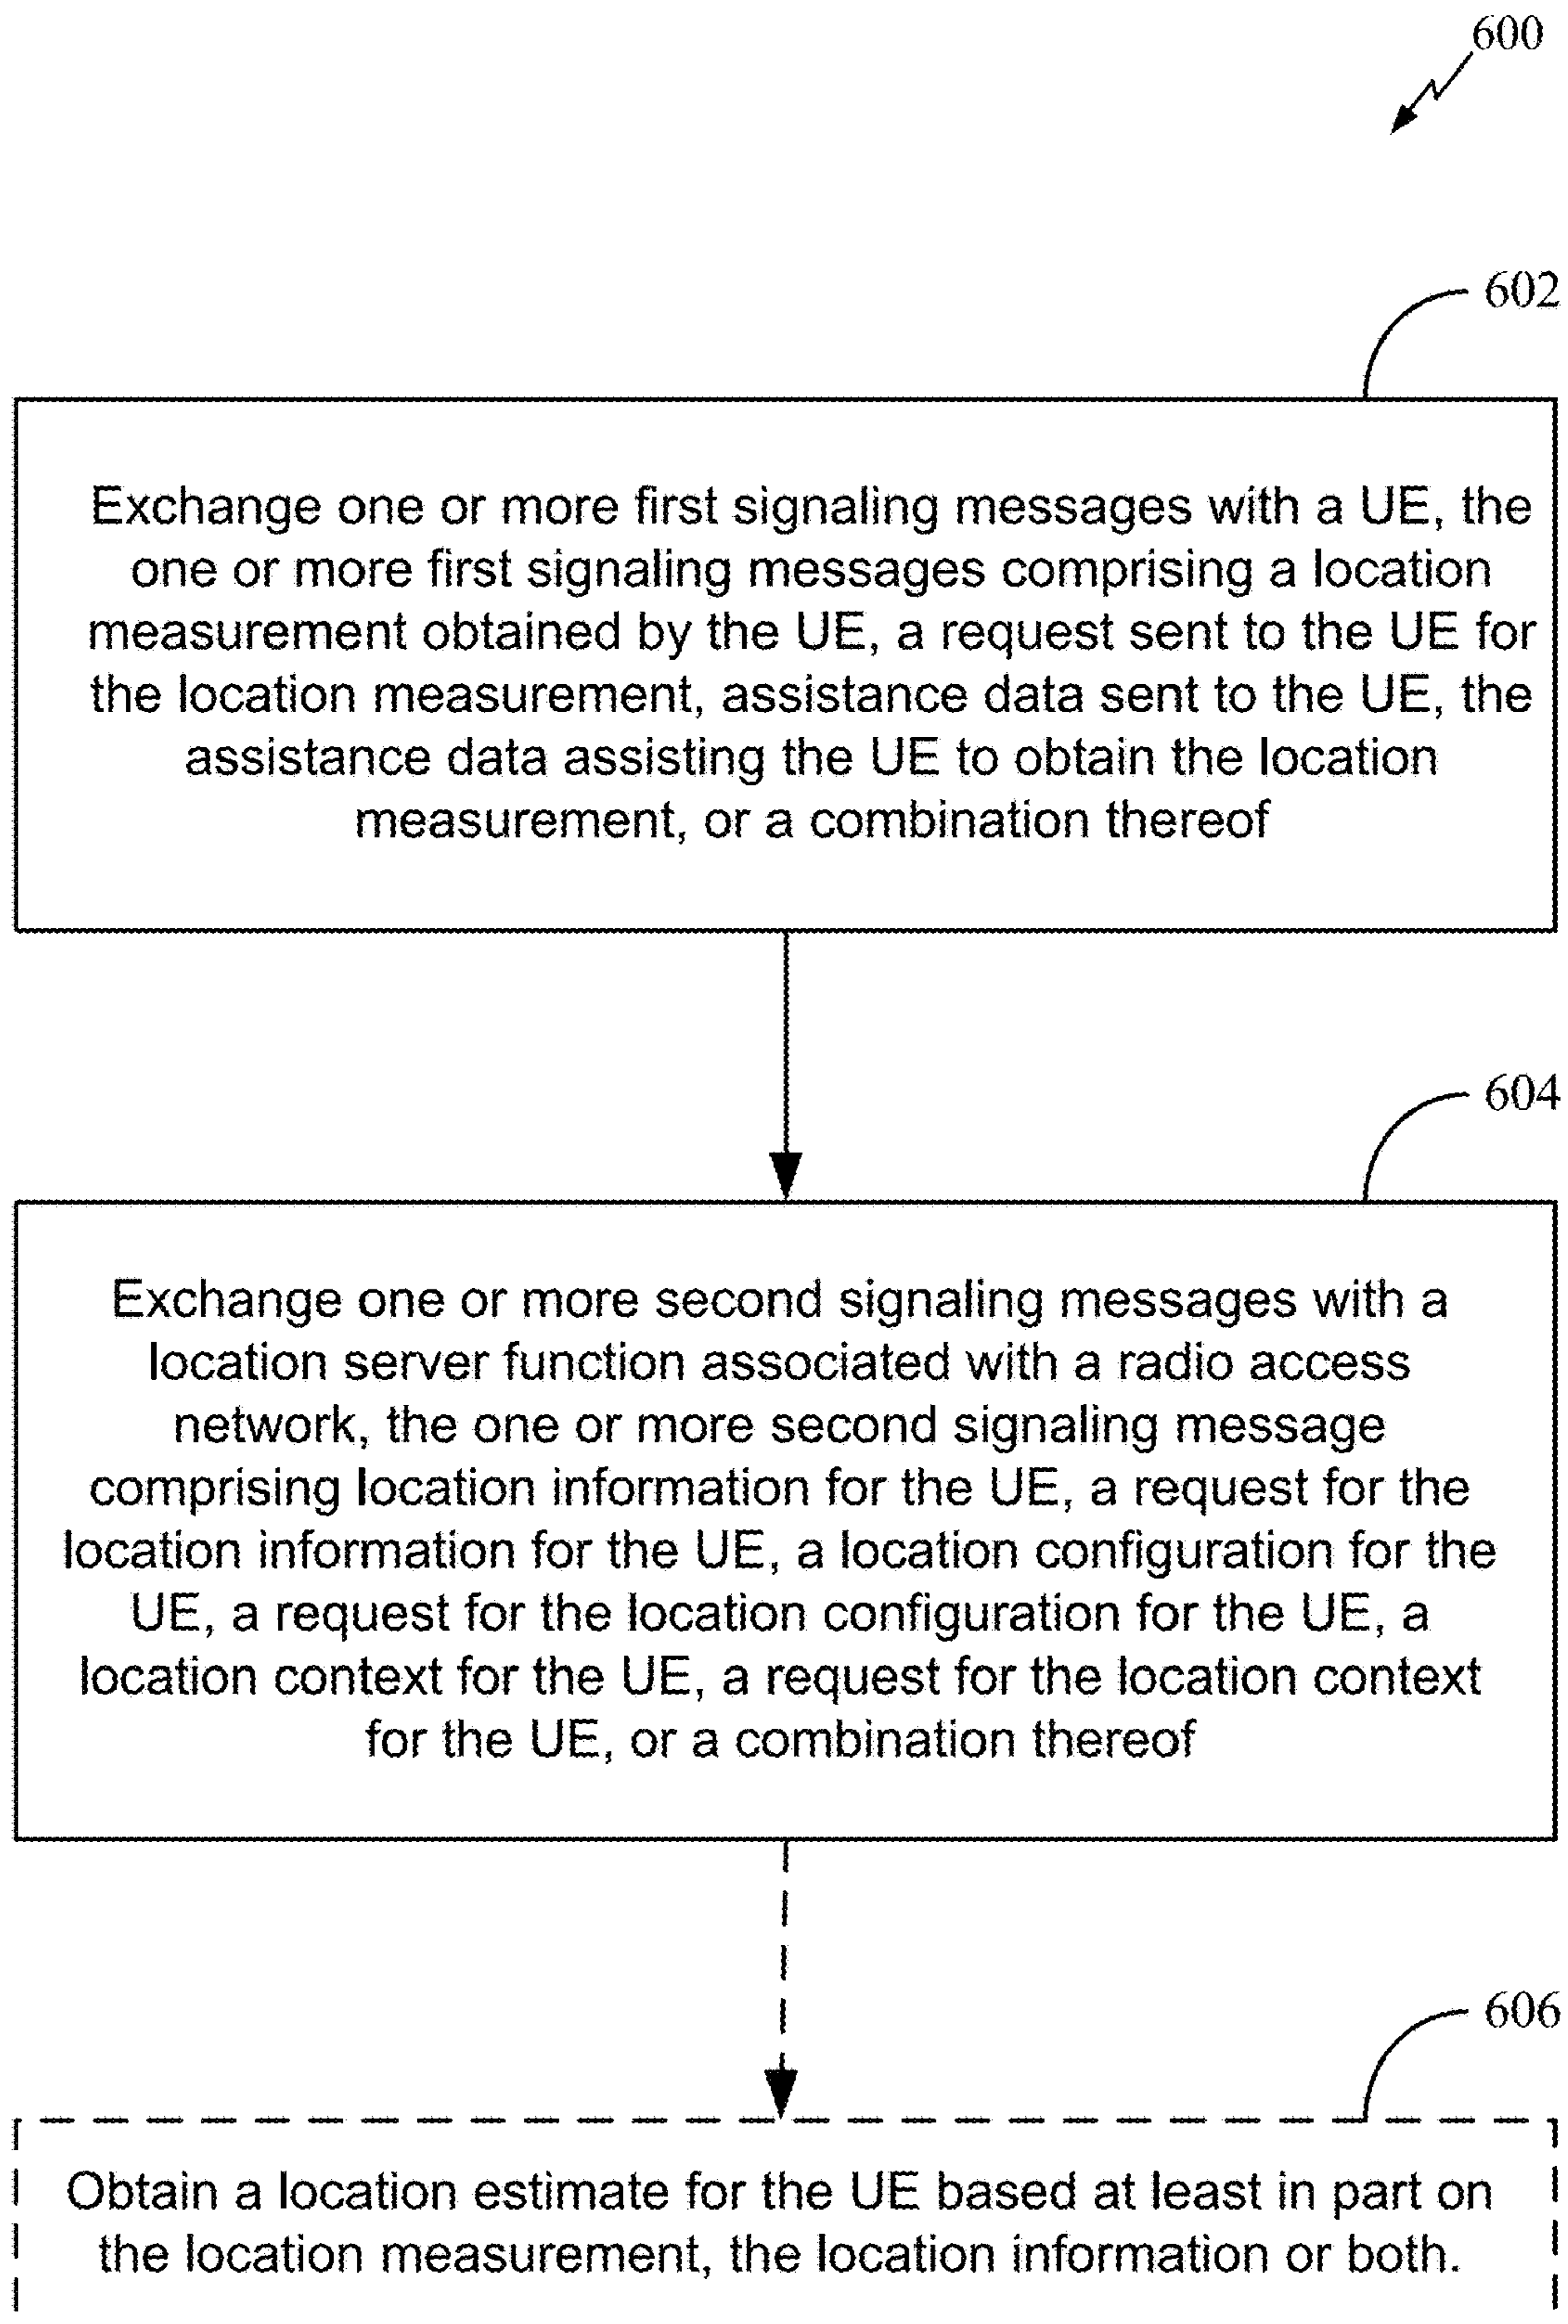 600
602
Exchange one or more first signaling messages with a UE, the
one or more first signaling messages comprising a location
measurement obtained by the UE, a request sent to the UE for
the location measurement, assistance data sent to the UE, the
assistance data assisting the UE to obtain the location
measurement, or a combination thereof
604
Exchange one or more second signaling messages with a
location server function associated with a radio access
network, the one or more second signaling message
comprising location information for the UE, a request for the
location information for the UE, a location configuration for the
UE, a request for the location configuration for the UE, a
location context for the UE, a request for the location context
for the UE, or a combination thereof
606
Obtain a location estimate for the UE based at least in part on
the location measurement, the location information or both.